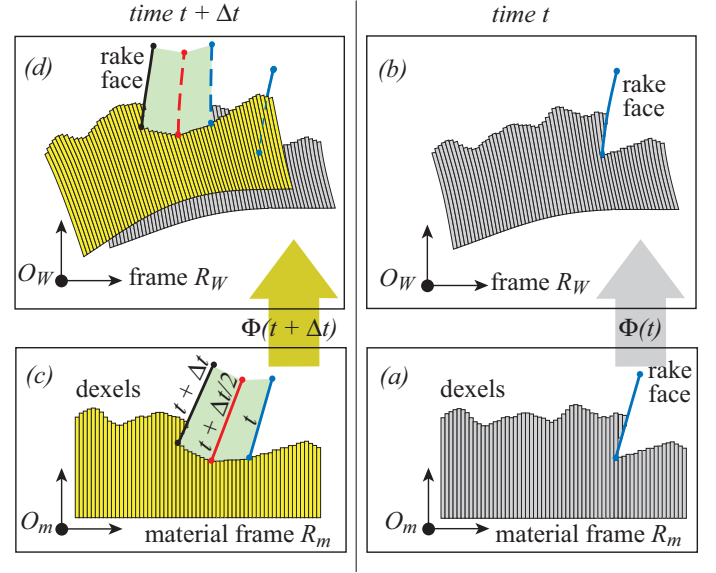 time t + Δt
time t
(d)
rake
face
O_W
frame R_W
(b)
rake
face
O_W
frame R_W
Φ(t + Δt)
Φ(t)
(c)
dexels
t + Δt
t + Δt/2
t
O_m
material frame R_m
(a)
dexels
rake
face
O_m
material frame R_m